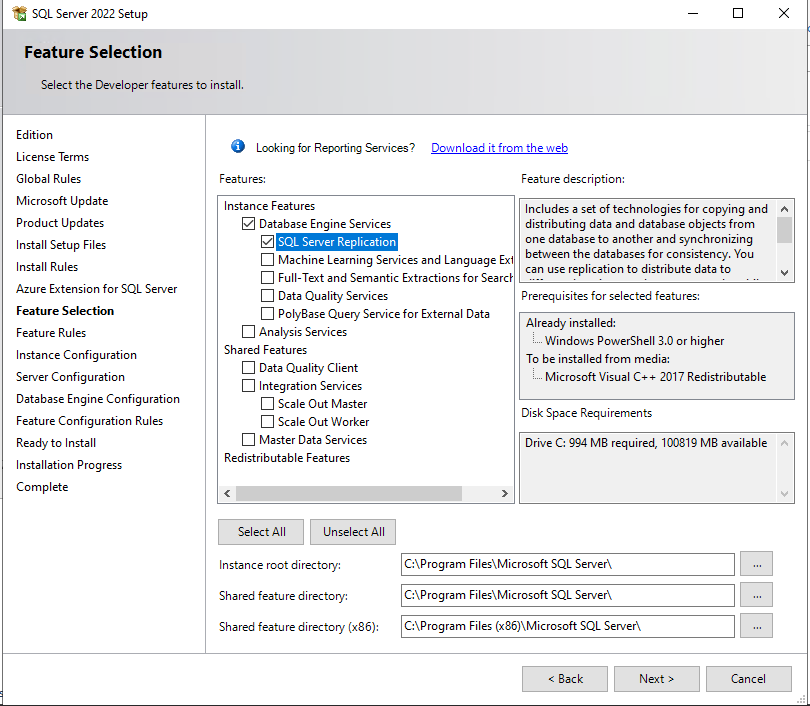 SQL Server 2022 Setup
Feature Selection
Select the Developer features to install.
Edition
License Terms
Global Rules
Microsoft Update
Product Updates
Install Setup Files
Install Rules
Azure Extension for SQL Server
Feature Selection
Feature Rules
Instance Configuration
Server Configuration
Database Engine Configuration
Feature Configuration Rules
Ready to Install
Installation Progress
Complete
Looking for Reporting Services? Download it from the web
Features:
Instance Features
Database Engine Services
SQL Server Replication
Machine Learning Services and Language Ext
Full-Text and Semantic Extractions for Search
Data Quality Services
PolyBase Query Service for External Data
Analysis Services
Shared Features
Data Quality Client
Integration Services
Scale Out Master
Scale Out Worker
Master Data Services
Redistributable Features
Feature description:
Includes a set of technologies for copying and
distributing data and database objects from
one database to another and synchronizing
between the databases for consistency. You
can use replication to distribute data to
Prerequisites for selected features:
Already installed:
Windows PowerShell 3.0 or higher
To be installed from media:
Microsoft Visual C++ 2017 Redistributable
Disk Space Requirements
Drive C: 994 MB required, 100819 MB available
Select All
Unselect All
Instance root directory: C:\Program Files\Microsoft SQL Server\ ...
Shared feature directory: C:\Program Files\Microsoft SQL Server\ ...
Shared feature directory (x86): C:\Program Files (x86)\Microsoft SQL Server\ ...
< Back
Next >
Cancel